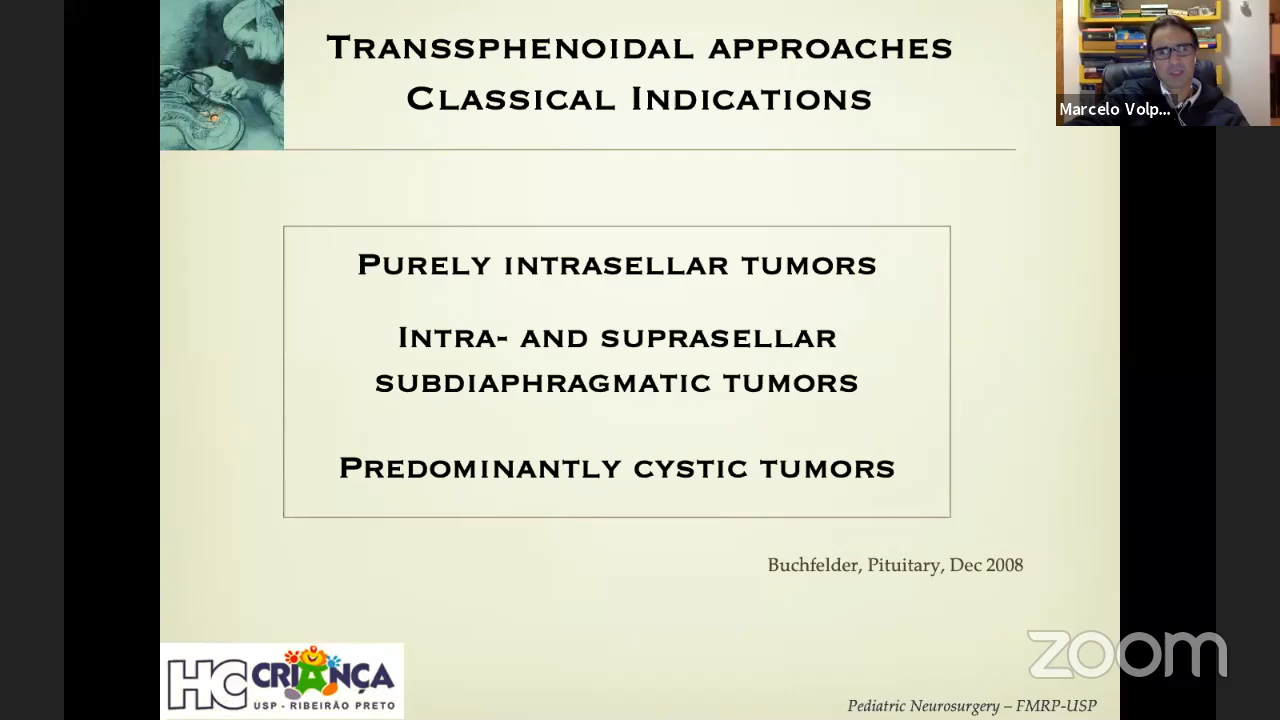 TRANSSPHENOIDAL APPROACHES
CLASSICAL INDICATIONS
Marcelo Volp...
PURELY INTRASELLAR TUMORS
INTRA- AND SUPRASELLAR
SUBDIAPHRAGMATIC TUMORS
PREDOMINANTLY CYSTIC TUMORS
Buchfelder, Pituitary, Dec 2008
zoom
HC CRIANÇA
USP - RIBEIRÃO PRETO
Pediatric Neurosurgery – FMRP-USP